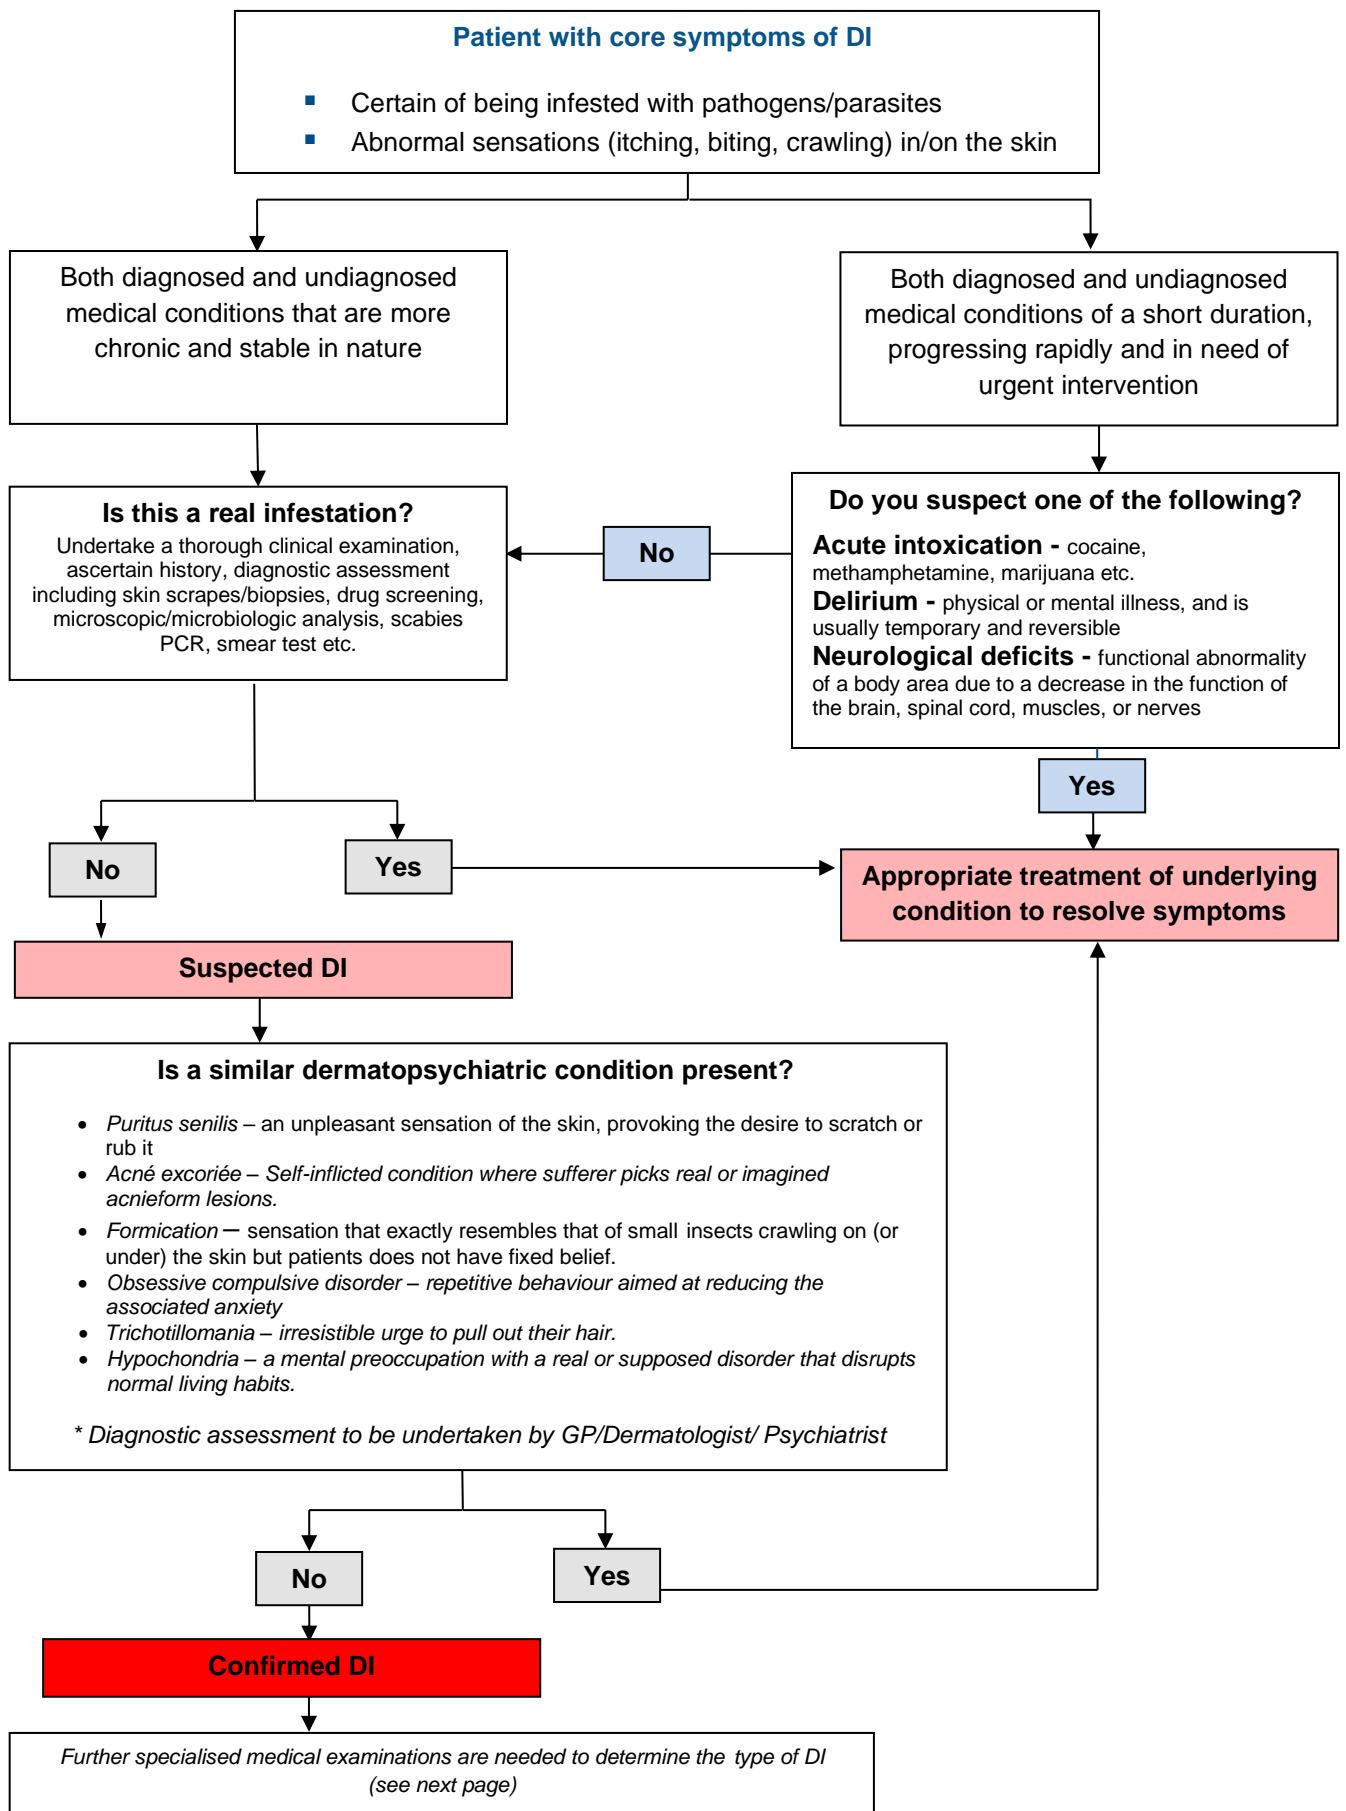 Patient with core symptoms of DI
▪ Certain of being infested with pathogens/parasites
▪ Abnormal sensations (itching, biting, crawling) in/on the skin
Both diagnosed and undiagnosed
medical conditions that are more
chronic and stable in nature
Both diagnosed and undiagnosed
medical conditions of a short duration,
progressing rapidly and in need of
urgent intervention
Is this a real infestation?
Undertake a thorough clinical examination,
ascertain history, diagnostic assessment
including skin scrapes/biopsies, drug screening,
microscopic/microbiologic analysis, scabies
PCR, smear test etc.
No
Do you suspect one of the following?
Acute intoxication - cocaine,
methamphetamine, marijuana etc.
Delirium - physical or mental illness, and is
usually temporary and reversible
Neurological deficits - functional abnormality
of a body area due to a decrease in the function of
the brain, spinal cord, muscles, or nerves
Yes
No
Yes
Appropriate treatment of underlying
condition to resolve symptoms
Suspected DI
Is a similar dermatopsychiatric condition present?
• Puritus senilis – an unpleasant sensation of the skin, provoking the desire to scratch or
rub it
• Acné excoriée – Self-inflicted condition where sufferer picks real or imagined
acnieform lesions.
• Formication – sensation that exactly resembles that of small insects crawling on (or
under) the skin but patients does not have fixed belief.
• Obsessive compulsive disorder – repetitive behaviour aimed at reducing the
associated anxiety
• Trichotillomania – irresistible urge to pull out their hair.
• Hypochondria – a mental preoccupation with a real or supposed disorder that disrupts
normal living habits.
* Diagnostic assessment to be undertaken by GP/Dermatologist/ Psychiatrist
No
Yes
Confirmed DI
Further specialised medical examinations are needed to determine the type of DI
(see next page)